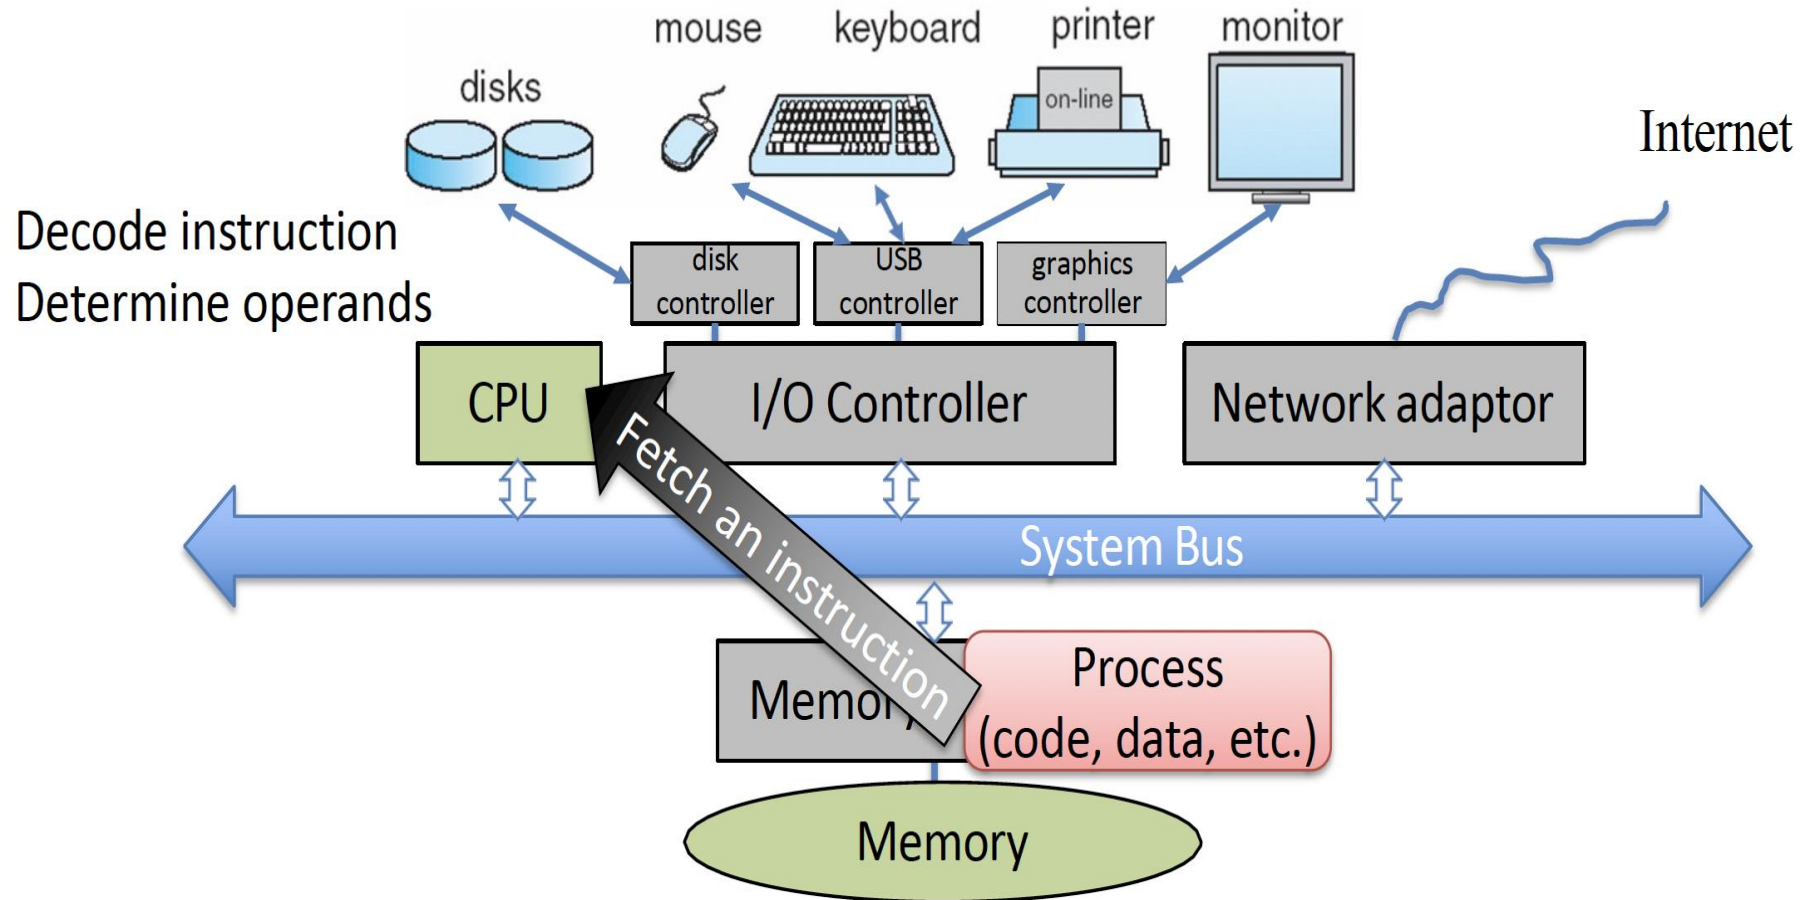 mouse
keyboard
printer
monitor
disks
on-line
Internet
Decode instruction
Determine operands
disk
controller
USB
controller
graphics
controller
CPU
I/O Controller
Network adaptor
Fetch an instruction
System Bus
Memory
Process
(code, data, etc.)
Memory